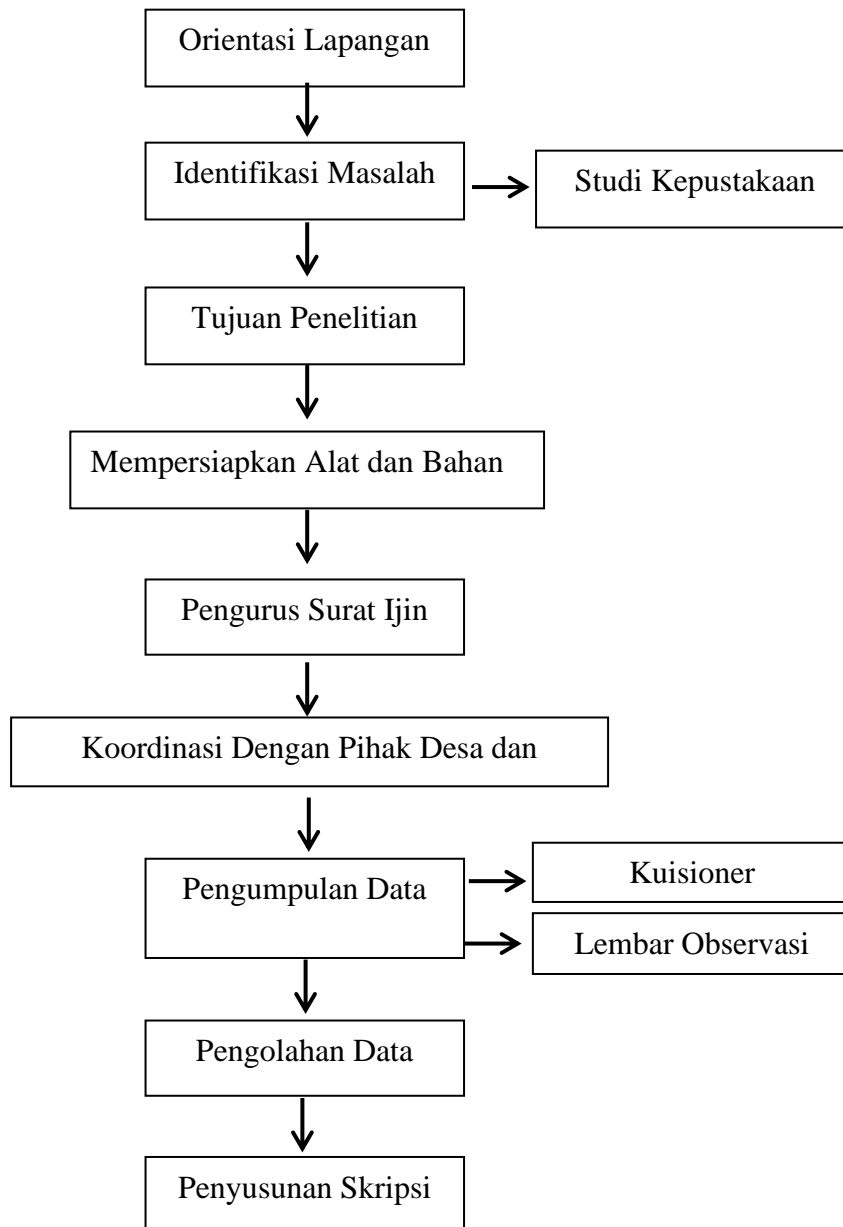 Orientasi Lapangan
Identifikasi Masalah
Studi Kepustakaan
Tujuan Penelitian
Mempersiapkan Alat dan Bahan
Pengurus Surat Ijin
Koordinasi Dengan Pihak Desa dan
Pengumpulan Data
Kuisioner
Lembar Observasi
Pengolahan Data
Penyusunan Skripsi